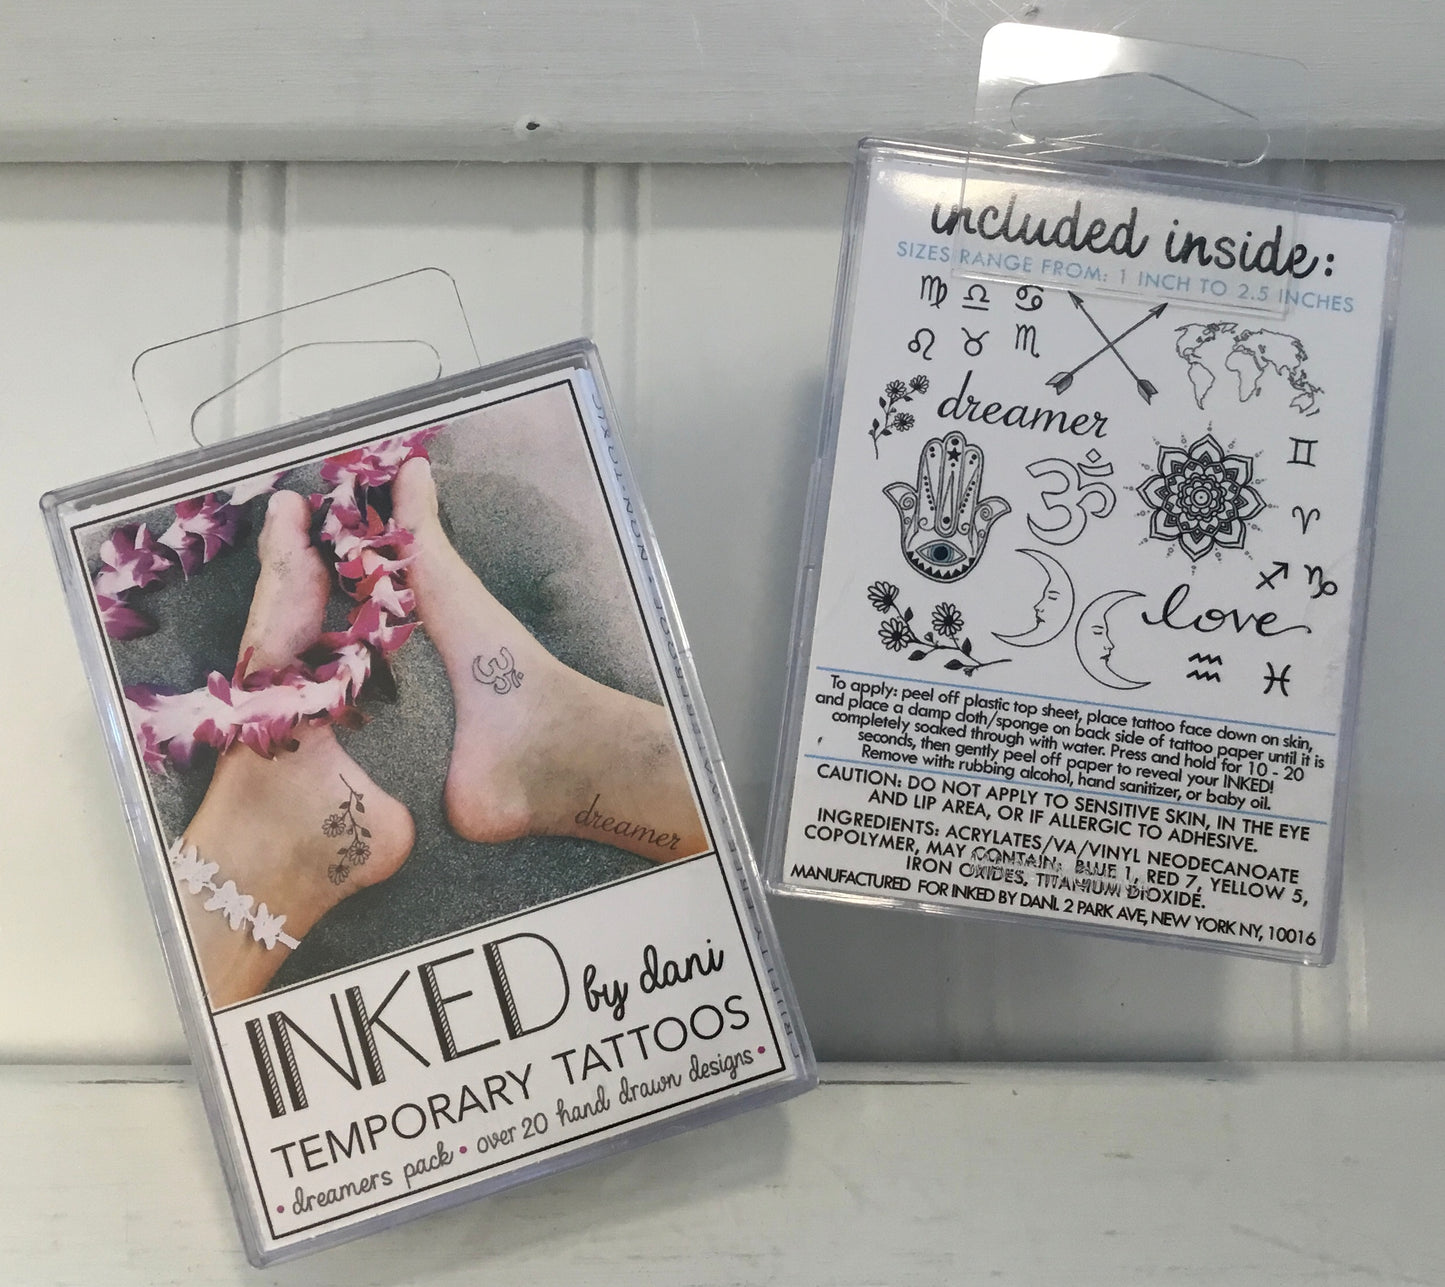 dreamer
INKED by dani
TEMPORARY TATTOOS
• dreamers pack • over 20 hand drawn designs •
included inside:
SIZES RANGE FROM: 1 INCH TO 2.5 INCHES
♍ ♎ ♋
♌ ♉ ♏
dreamer
ॐ
♊
♈
♐ ♑
love
♒ ♓
To apply: peel off plastic top sheet, place tattoo face down on skin,
and place a damp cloth/sponge on back side of tattoo paper until it is
completely soaked through with water. Press and hold for 10 - 20
seconds, then gently peel off paper to reveal your INKED!
Remove with: rubbing alcohol, hand sanitizer, or baby oil.
CAUTION: DO NOT APPLY TO SENSITIVE SKIN, IN THE EYE
AND LIP AREA, OR IF ALLERGIC TO ADHESIVE.
INGREDIENTS: ACRYLATES/VA/VINYL NEODECANOATE
COPOLYMER, MAY CONTAIN: BLUE 1, RED 7, YELLOW 5,
IRON OXIDES, TITANIUM DIOXIDE.
MANUFACTURED FOR INKED BY DANI. 2 PARK AVE, NEW YORK NY, 10016